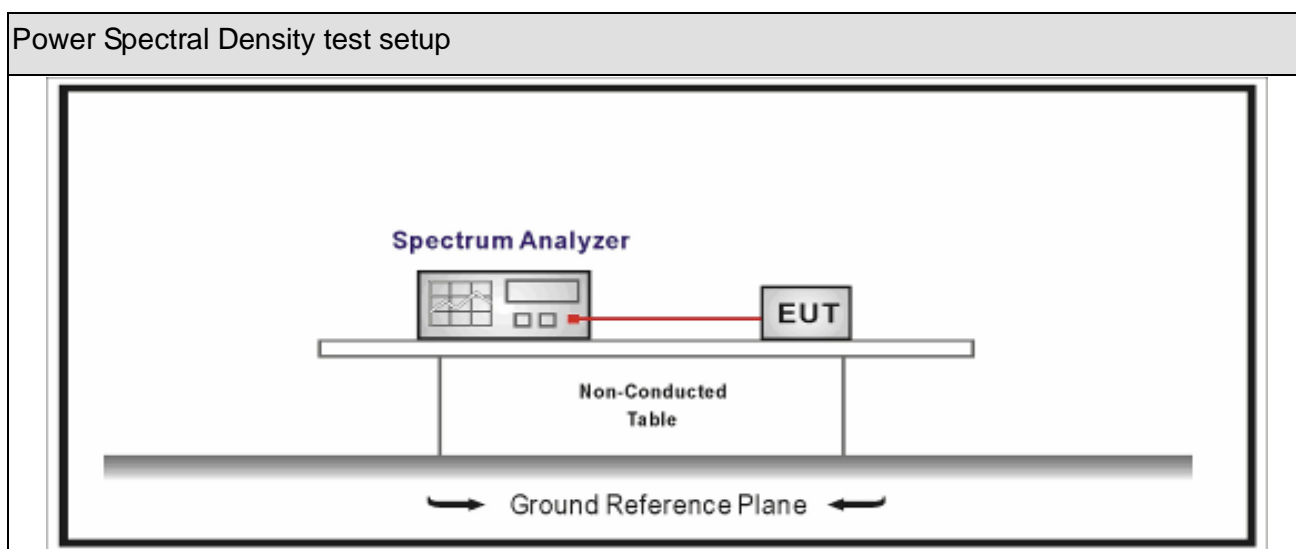 Power Spectral Density test setup
Spectrum Analyzer
EUT
Non-Conducted
Table
Ground Reference Plane